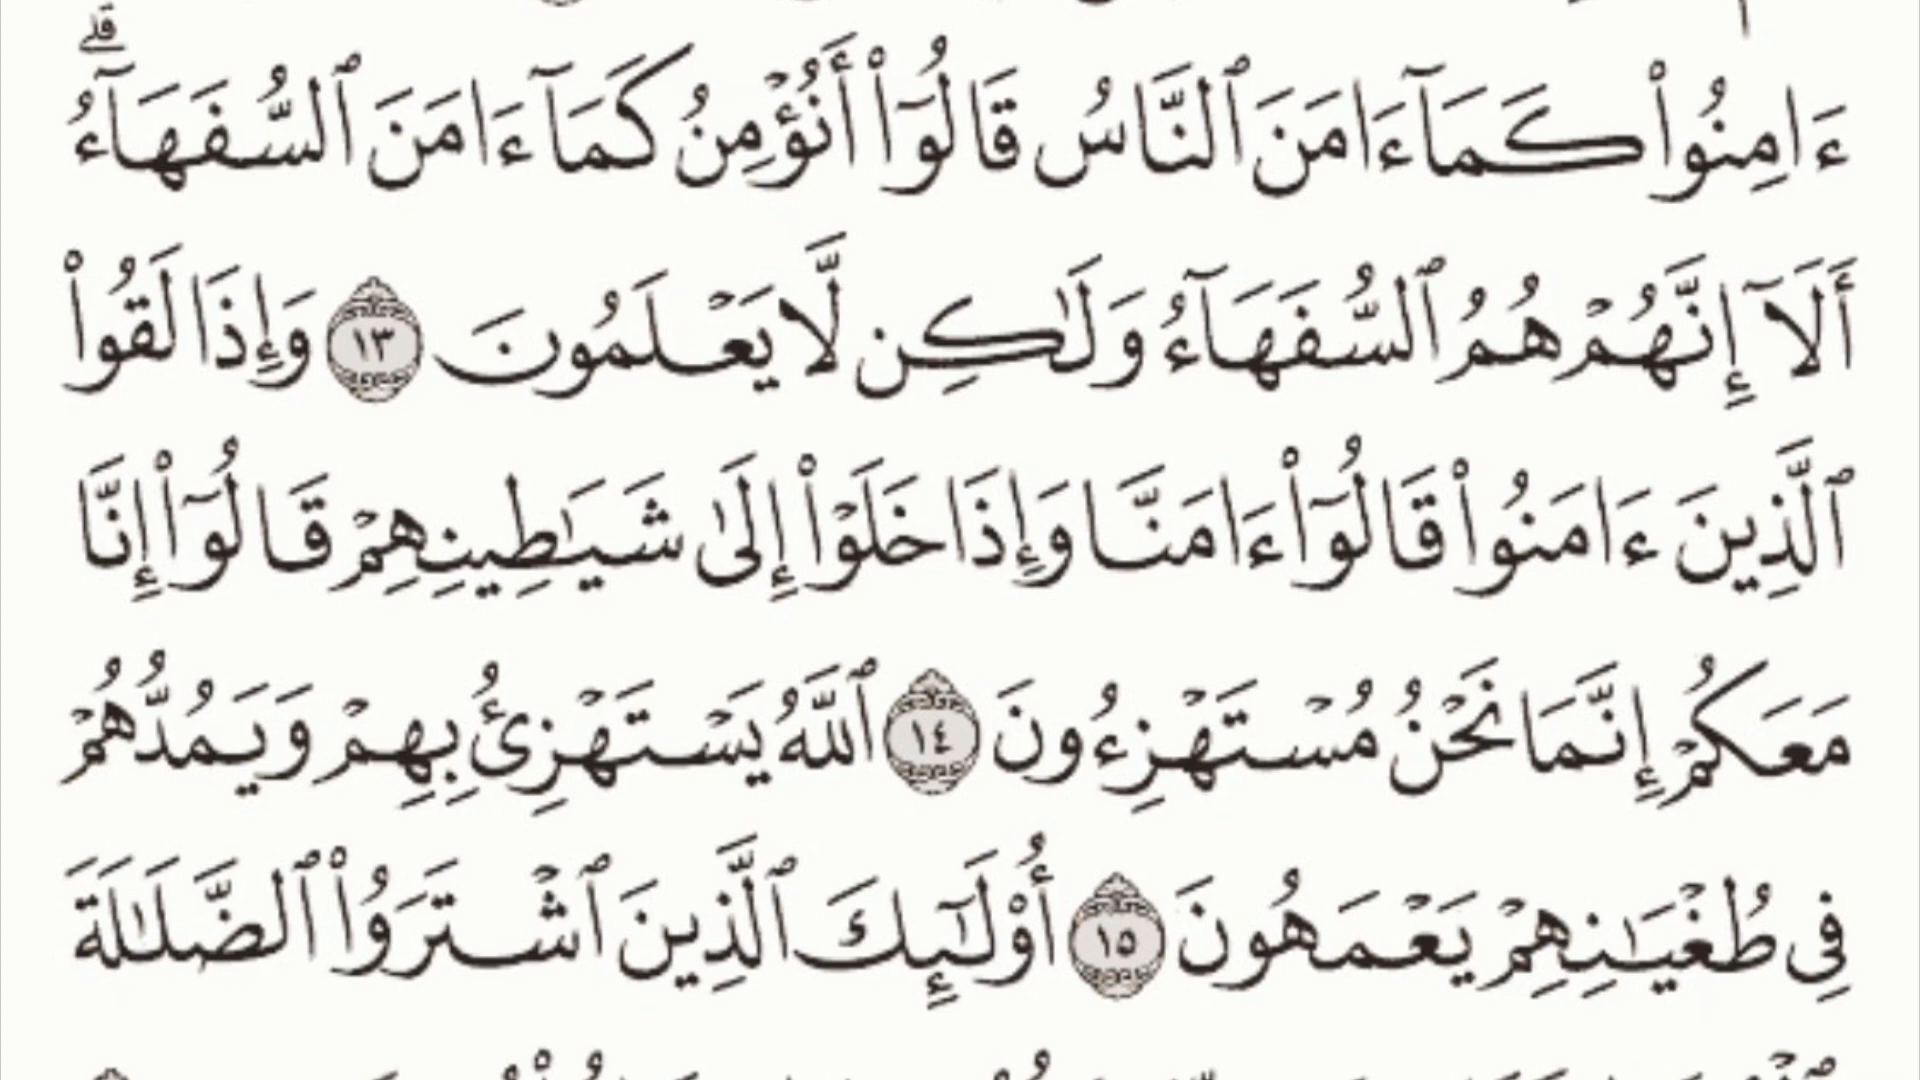 ءَامِنُوا۟ كَمَآ ءَامَنَ ٱلنَّاسُ قَالُوٓا۟ أَنُؤْمِنُ كَمَآ ءَامَنَ ٱلسُّفَهَآءُ ۗ
أَلَآ إِنَّهُمْ هُمُ ٱلسُّفَهَآءُ وَلَٰكِن لَّا يَعْلَمُونَ ١٣ وَإِذَا لَقُوا۟
ٱلَّذِينَ ءَامَنُوا۟ قَالُوٓا۟ ءَامَنَّا وَإِذَا خَلَوْا۟ إِلَىٰ شَيَٰطِينِهِمْ قَالُوٓا۟ إِنَّا
مَعَكُمْ إِنَّمَا نَحْنُ مُسْتَهْزِءُونَ ١٤ ٱللَّهُ يَسْتَهْزِئُ بِهِمْ وَيَمُدُّهُمْ
فِى طُغْيَٰنِهِمْ يَعْمَهُونَ ١٥ أُو۟لَٰٓئِكَ ٱلَّذِينَ ٱشْتَرَوُا۟ ٱلضَّلَٰلَةَ